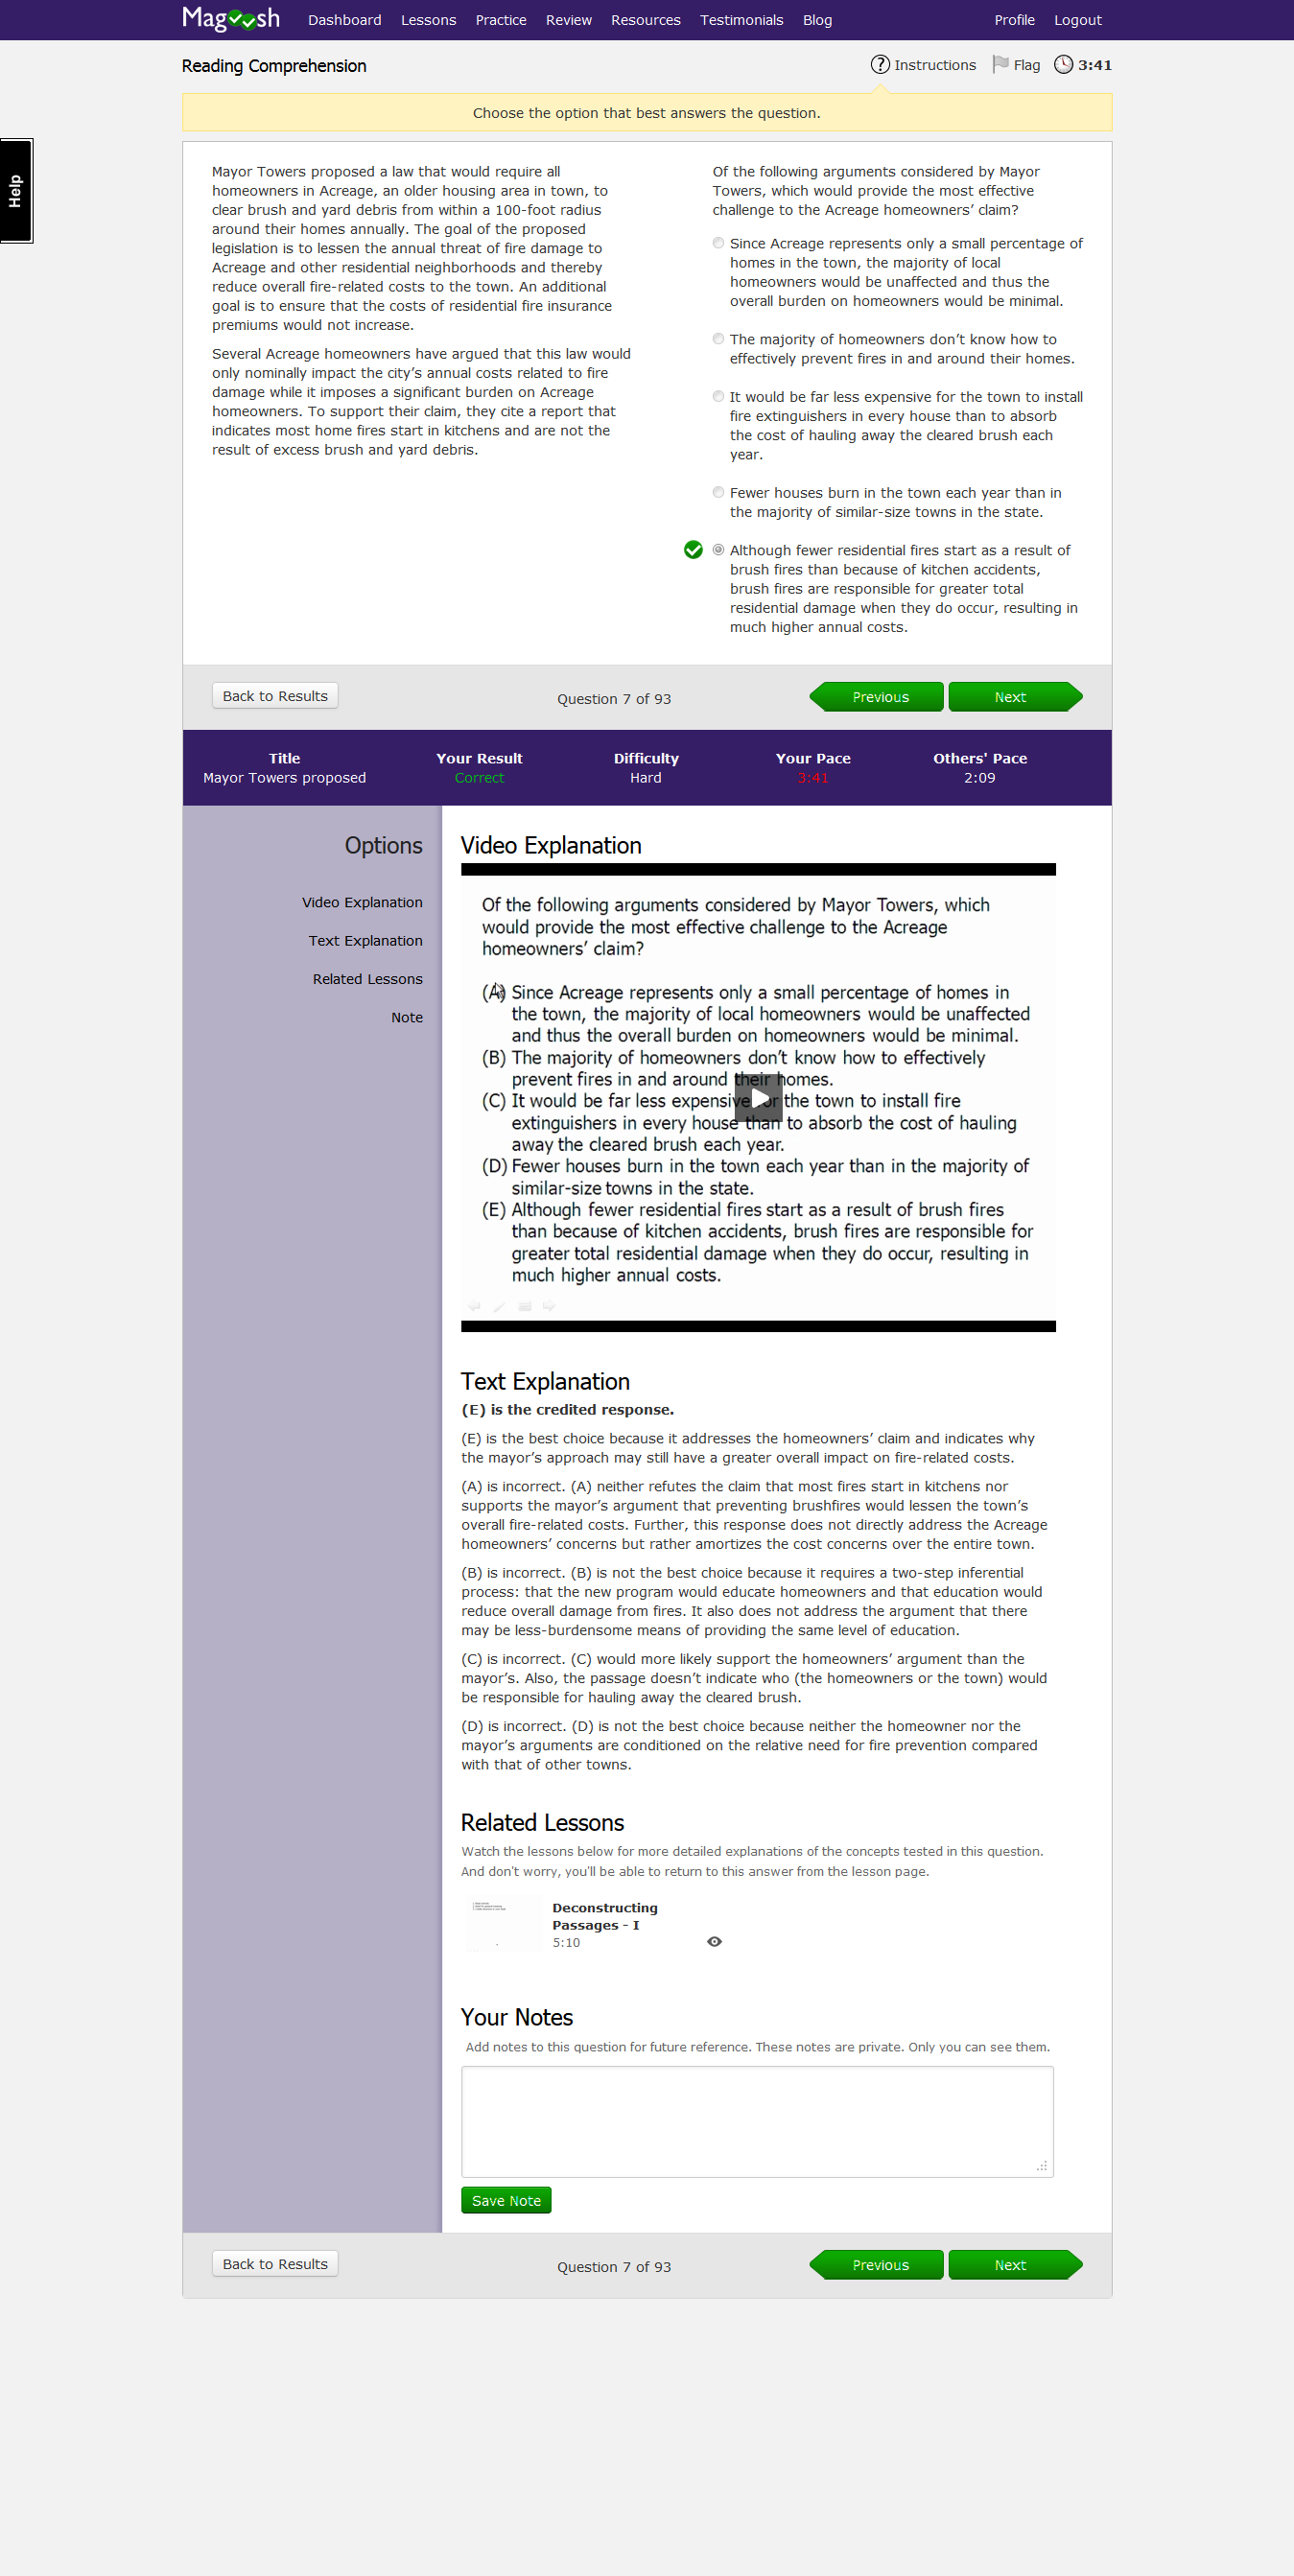 Magoosh
Dashboard Lessons Practice Review Resources Testimonials Blog Profile Logout
Reading Comprehension
? Instructions Flag 3:41
Choose the option that best answers the question.
Help
Mayor Towers proposed a law that would require all
homeowners in Acreage, an older housing area in town, to
clear brush and yard debris from within a 100-foot radius
around their homes annually. The goal of the proposed
legislation is to lessen the annual threat of fire damage to
Acreage and other residential neighborhoods and thereby
reduce overall fire-related costs to the town. An additional
goal is to ensure that the costs of residential fire insurance
premiums would not increase.
Several Acreage homeowners have argued that this law would
only nominally impact the city’s annual costs related to fire
damage while it imposes a significant burden on Acreage
homeowners. To support their claim, they cite a report that
indicates most home fires start in kitchens and are not the
result of excess brush and yard debris.
Of the following arguments considered by Mayor
Towers, which would provide the most effective
challenge to the Acreage homeowners’ claim?
Since Acreage represents only a small percentage of
homes in the town, the majority of local
homeowners would be unaffected and thus the
overall burden on homeowners would be minimal.
The majority of homeowners don’t know how to
effectively prevent fires in and around their homes.
It would be far less expensive for the town to install
fire extinguishers in every house than to absorb
the cost of hauling away the cleared brush each
year.
Fewer houses burn in the town each year than in
the majority of similar-size towns in the state.
Although fewer residential fires start as a result of
brush fires than because of kitchen accidents,
brush fires are responsible for greater total
residential damage when they do occur, resulting in
much higher annual costs.
Back to Results Question 7 of 93 Previous Next
Title Your Result Difficulty Your Pace Others' Pace
Mayor Towers proposed Correct Hard 3:41 2:09
Options
Video Explanation
Text Explanation
Related Lessons
Note
Video Explanation
Of the following arguments considered by Mayor Towers, which
would provide the most effective challenge to the Acreage
homeowners’ claim?
(A) Since Acreage represents only a small percentage of homes in
the town, the majority of local homeowners would be unaffected
and thus the overall burden on homeowners would be minimal.
(B) The majority of homeowners don’t know how to effectively
prevent fires in and around their homes.
(C) It would be far less expensive for the town to install fire
extinguishers in every house than to absorb the cost of hauling
away the cleared brush each year.
(D) Fewer houses burn in the town each year than in the majority of
similar-size towns in the state.
(E) Although fewer residential fires start as a result of brush fires
than because of kitchen accidents, brush fires are responsible for
greater total residential damage when they do occur, resulting in
much higher annual costs.
Text Explanation
(E) is the credited response.
(E) is the best choice because it addresses the homeowners’ claim and indicates why
the mayor’s approach may still have a greater overall impact on fire-related costs.
(A) is incorrect. (A) neither refutes the claim that most fires start in kitchens nor
supports the mayor’s argument that preventing brushfires would lessen the town’s
overall fire-related costs. Further, this response does not directly address the Acreage
homeowners’ concerns but rather amortizes the cost concerns over the entire town.
(B) is incorrect. (B) is not the best choice because it requires a two-step inferential
process: that the new program would educate homeowners and that education would
reduce overall damage from fires. It also does not address the argument that there
may be less-burdensome means of providing the same level of education.
(C) is incorrect. (C) would more likely support the homeowners’ argument than the
mayor’s. Also, the passage doesn’t indicate who (the homeowners or the town) would
be responsible for hauling away the cleared brush.
(D) is incorrect. (D) is not the best choice because neither the homeowner nor the
mayor’s arguments are conditioned on the relative need for fire prevention compared
with that of other towns.
Related Lessons
Watch the lessons below for more detailed explanations of the concepts tested in this question.
And don't worry, you'll be able to return to this answer from the lesson page.
Deconstructing
Passages - I
5:10
Your Notes
Add notes to this question for future reference. These notes are private. Only you can see them.
Save Note
Back to Results Question 7 of 93 Previous Next